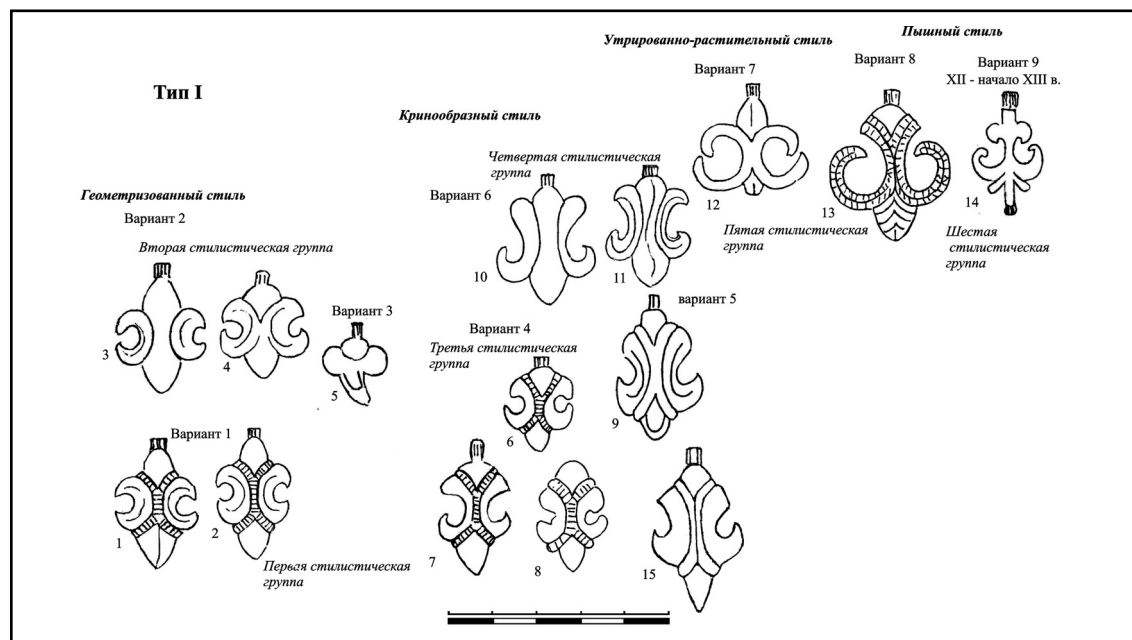 Тип I
Геометризованный стиль
Вариант 2
Вторая стилистическая группа
3
4
Вариант 3
5
Вариант 1
1
2
Первая стилистическая
группа
Кринообразный стиль
Четвертая стилистическая
группа
Вариант 6
10
11
Вариант 4
Третья стилистическая
группа
6
вариант 5
9
7
8
15
Утрированно-растительный стиль
Вариант 7
12
Пятая стилистическая
группа
Пышный стиль
Вариант 8
13
Вариант 9
XII - начало XIII в.
14
Шестая
стилистическая
группа